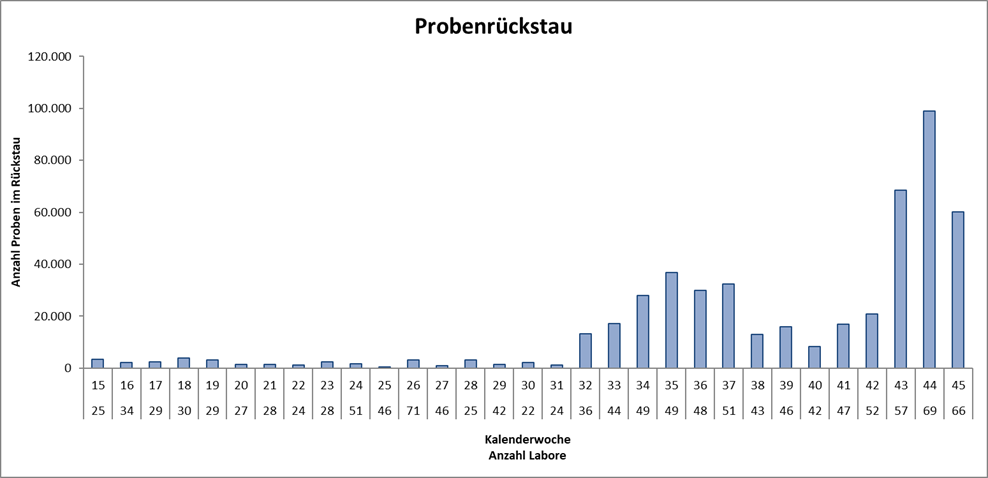 Probenrückstau
120.000
100.000
80.000
60.000
40.000
20.000
0
Anzahl Proben im Rückstau
15 16 17 18 19 20 21 22 23 24 25 26 27 28 29 30 31 32 33 34 35 36 37 38 39 40 41 42 43 44 45
25 34 29 30 29 27 28 24 28 51 46 71 46 25 42 22 24 36 44 49 49 48 51 43 46 42 47 52 57 69 66
Kalenderwoche
Anzahl Labore